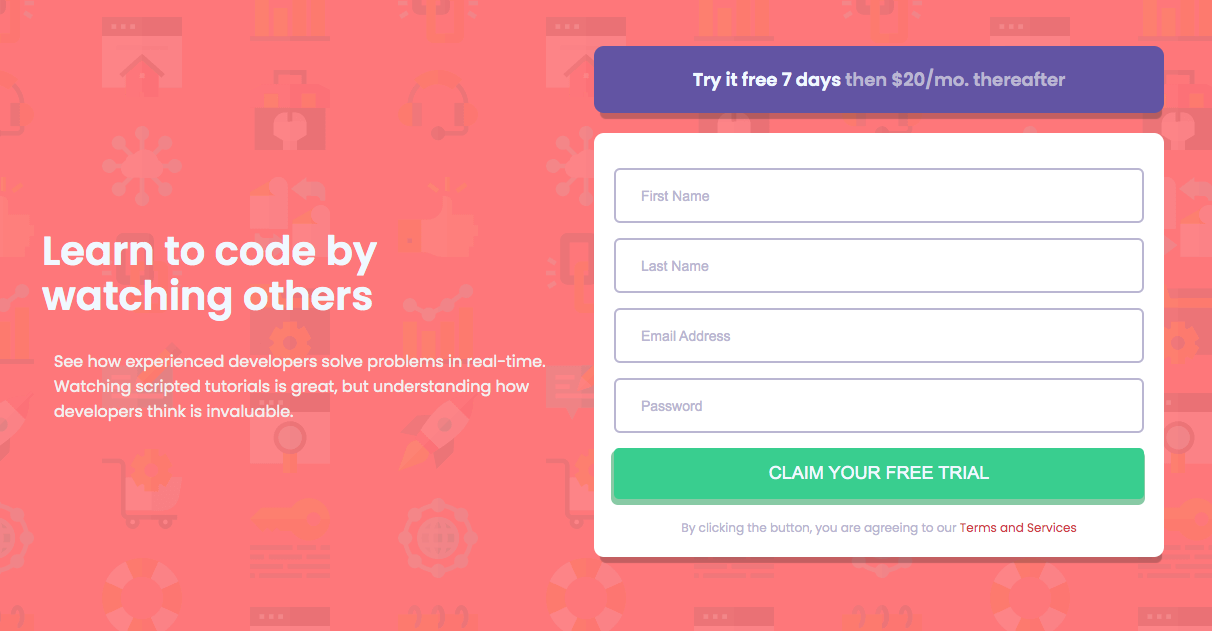 Learn to code by
watching others
See how experienced developers solve problems in real-time.
Watching scripted tutorials is great, but understanding how
developers think is invaluable.
Try it free 7 days then $20/mo. thereafter
First Name
Last Name
Email Address
Password
CLAIM YOUR FREE TRIAL
By clicking the button, you are agreeing to our Terms and Services